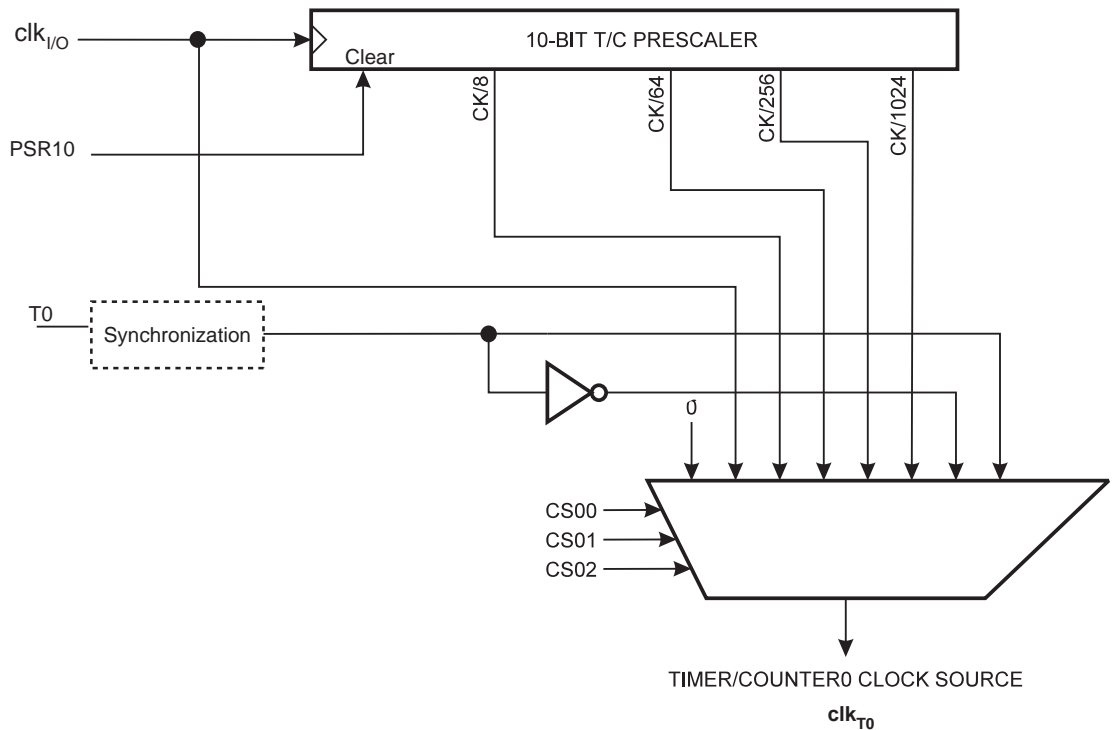 clkI/O
10-BIT T/C PRESCALER
Clear
CK/8
CK/64
CK/256
CK/1024
PSR10
T0
Synchronization
0
CS00
CS01
CS02
TIMER/COUNTER0 CLOCK SOURCE
clkT0